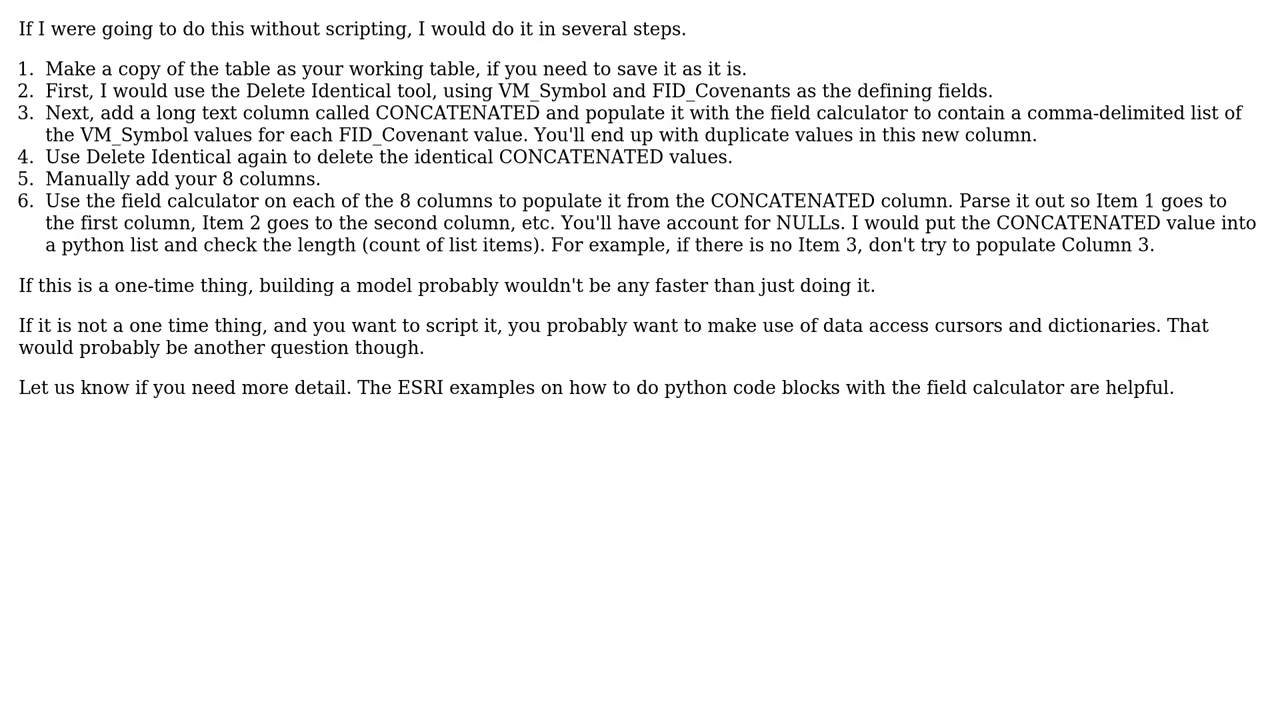 If I were going to do this without scripting, I would do it in several steps.
1. Make a copy of the table as your working table, if you need to save it as it is.
2. First, I would use the Delete Identical tool, using VM_Symbol and FID_Covenants as the defining fields.
3. Next, add a long text column called CONCATENATED and populate it with the field calculator to contain a comma-delimited list of
the VM_Symbol values for each FID_Covenant value. You'll end up with duplicate values in this new column.
4. Use Delete Identical again to delete the identical CONCATENATED values.
5. Manually add your 8 columns.
6. Use the field calculator on each of the 8 columns to populate it from the CONCATENATED column. Parse it out so Item 1 goes to
the first column, Item 2 goes to the second column, etc. You'll have account for NULLs. I would put the CONCATENATED value into
a python list and check the length (count of list items). For example, if there is no Item 3, don't try to populate Column 3.
If this is a one-time thing, building a model probably wouldn't be any faster than just doing it.
If it is not a one time thing, and you want to script it, you probably want to make use of data access cursors and dictionaries. That
would probably be another question though.
Let us know if you need more detail. The ESRI examples on how to do python code blocks with the field calculator are helpful.